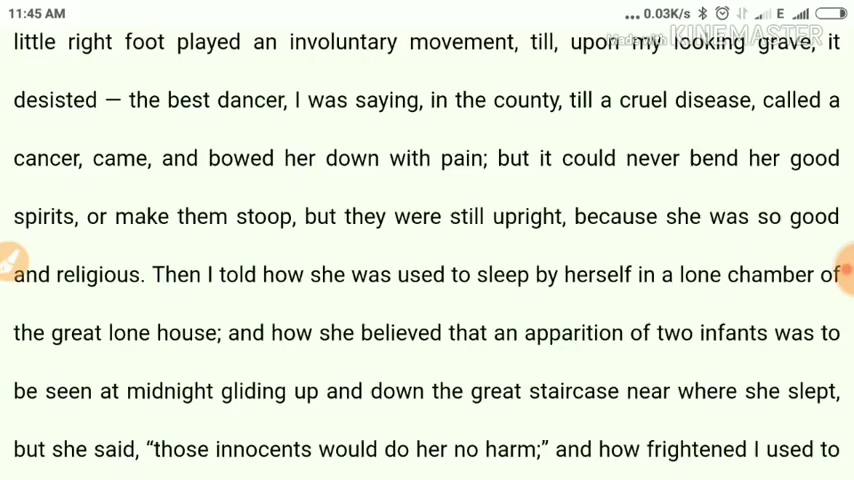 11:45 AM ... 0.03K/s E
Made with KINEMASTER
little right foot played an involuntary movement, till, upon my looking grave, it
desisted — the best dancer, I was saying, in the county, till a cruel disease, called a
cancer, came, and bowed her down with pain; but it could never bend her good
spirits, or make them stoop, but they were still upright, because she was so good
and religious. Then I told how she was used to sleep by herself in a lone chamber of
the great lone house; and how she believed that an apparition of two infants was to
be seen at midnight gliding up and down the great staircase near where she slept,
but she said, “those innocents would do her no harm;” and how frightened I used to